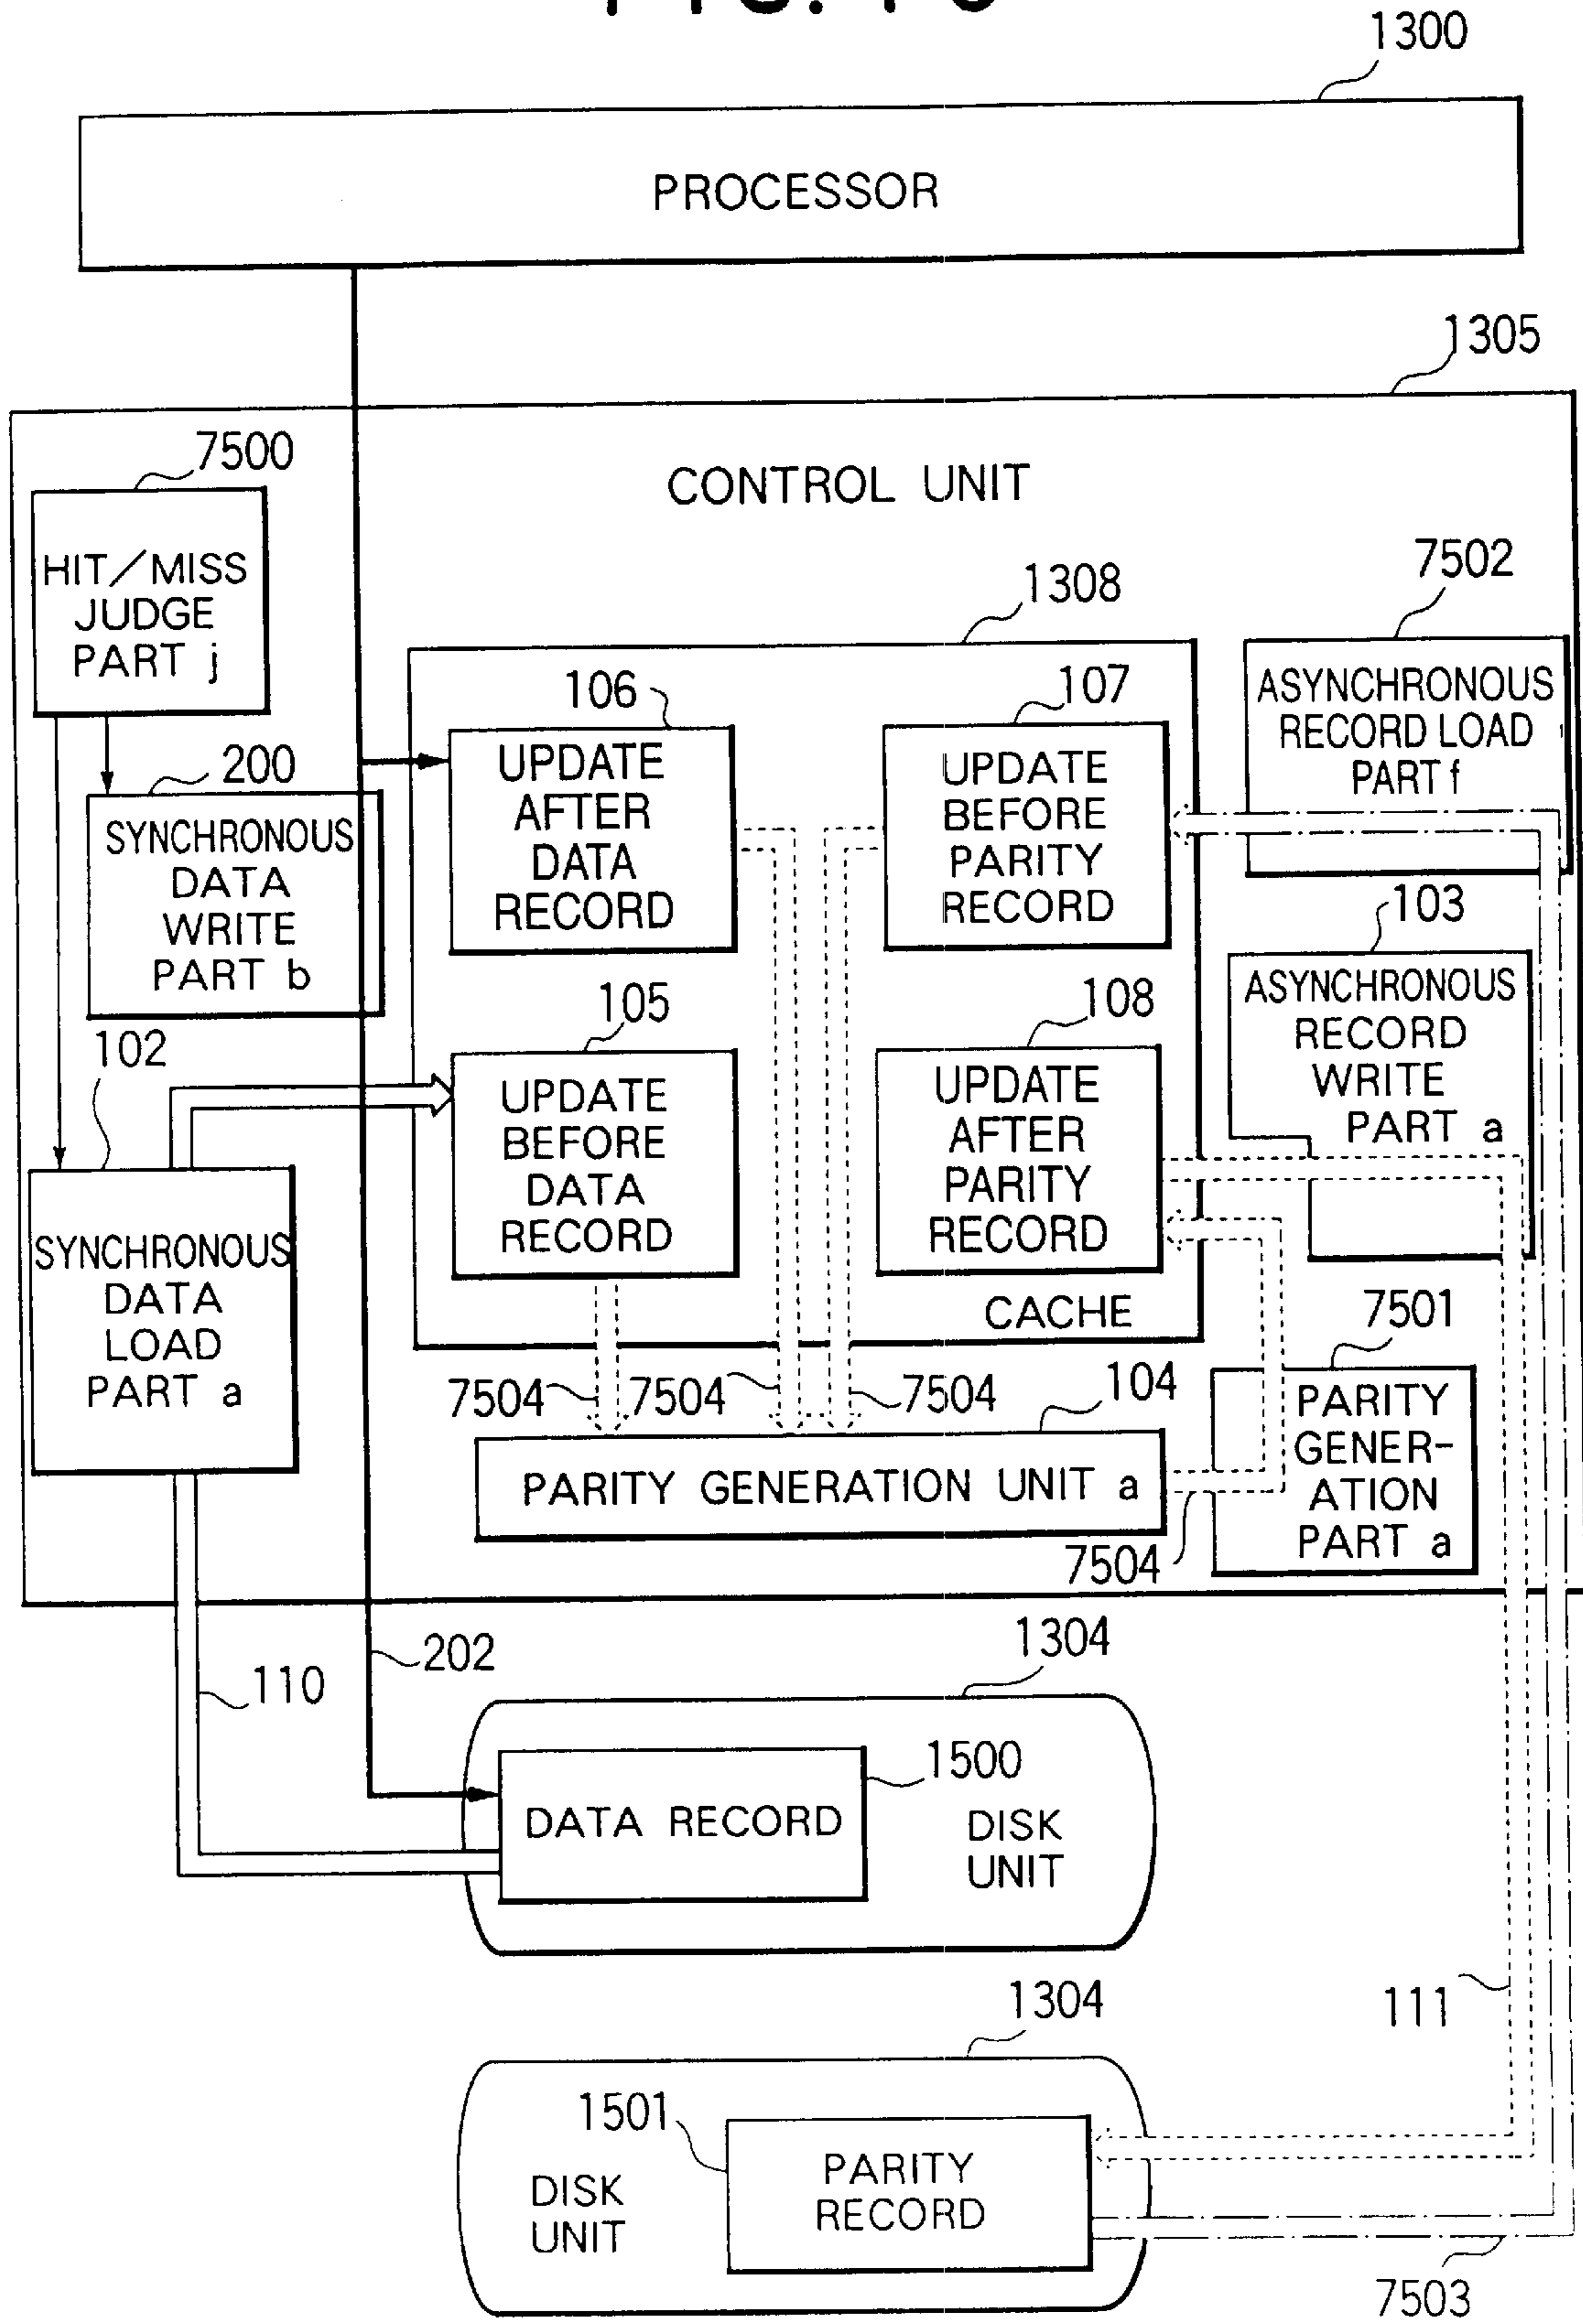 1300
PROCESSOR
1305
7500
CONTROL UNIT
HIT/MISS
JUDGE
PART j
7502
1308
ASYNCHRONOUS
RECORD LOAD
PART f
106
107
UPDATE
AFTER
DATA
RECORD
UPDATE
BEFORE
PARITY
RECORD
200
SYNCHRONOUS
DATA
WRITE
PART b
103
ASYNCHRONOUS
RECORD
WRITE
PART a
105
108
102
UPDATE
BEFORE
DATA
RECORD
UPDATE
AFTER
PARITY
RECORD
SYNCHRONOUS
DATA
LOAD
PART a
CACHE
7501
7504
7504
7504
104
PARITY
GENER-
ATION
PART a
PARITY GENERATION UNIT a
7504
202
1304
110
1500
DATA RECORD
DISK
UNIT
1304
111
1501
PARITY
RECORD
DISK
UNIT
7503